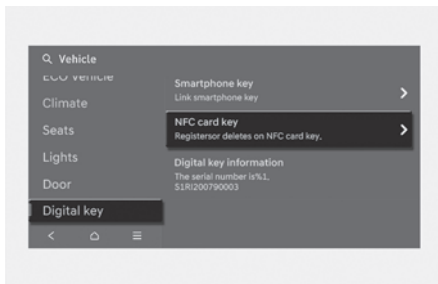 Vehicle
ECO Vehicle
Climate
Seats
Lights
Door
Digital key
Smartphone key
Link smartphone key
NFC card key
Registersor deletes on NFC card key.
Digital key information
The serial number is%1,
S1RI200790003